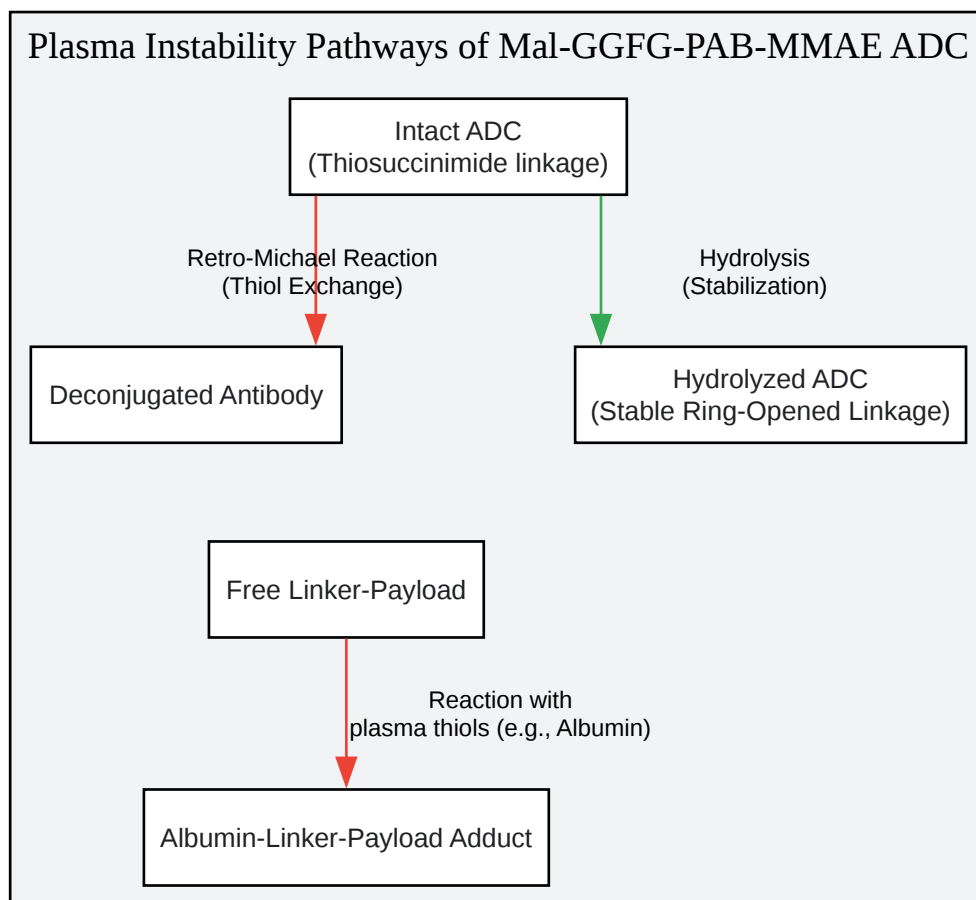 Plasma Instability Pathways of Mal-GGFG-PAB-MMAE ADC
Intact ADC
(Thiosuccinimide linkage)
Retro-Michael Reaction
(Thiol Exchange)
Hydrolysis
(Stabilization)
Deconjugated Antibody
Hydrolyzed ADC
(Stable Ring-Opened Linkage)
Free Linker-Payload
Reaction with
plasma thiols (e.g., Albumin)
Albumin-Linker-Payload Adduct